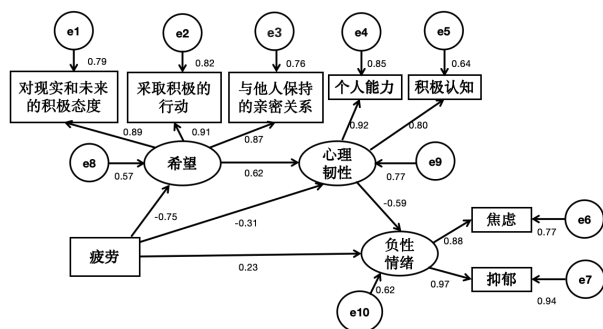 e1
e2
e3
e4
e5
0.79
0.82
0.76
0.85
0.64
对现实和未来
的积极态度
采取积极的
行动
与他人保持
的亲密关系
个人能力
积极认知
0.89
0.91
0.87
0.92
0.80
e8
0.57
希望
0.62
心理
韧性
0.77
e9
-0.75
-0.31
-0.59
疲劳
0.23
负性
情绪
0.88
焦虑
0.77
e6
0.97
抑郁
0.94
e7
0.62
e10